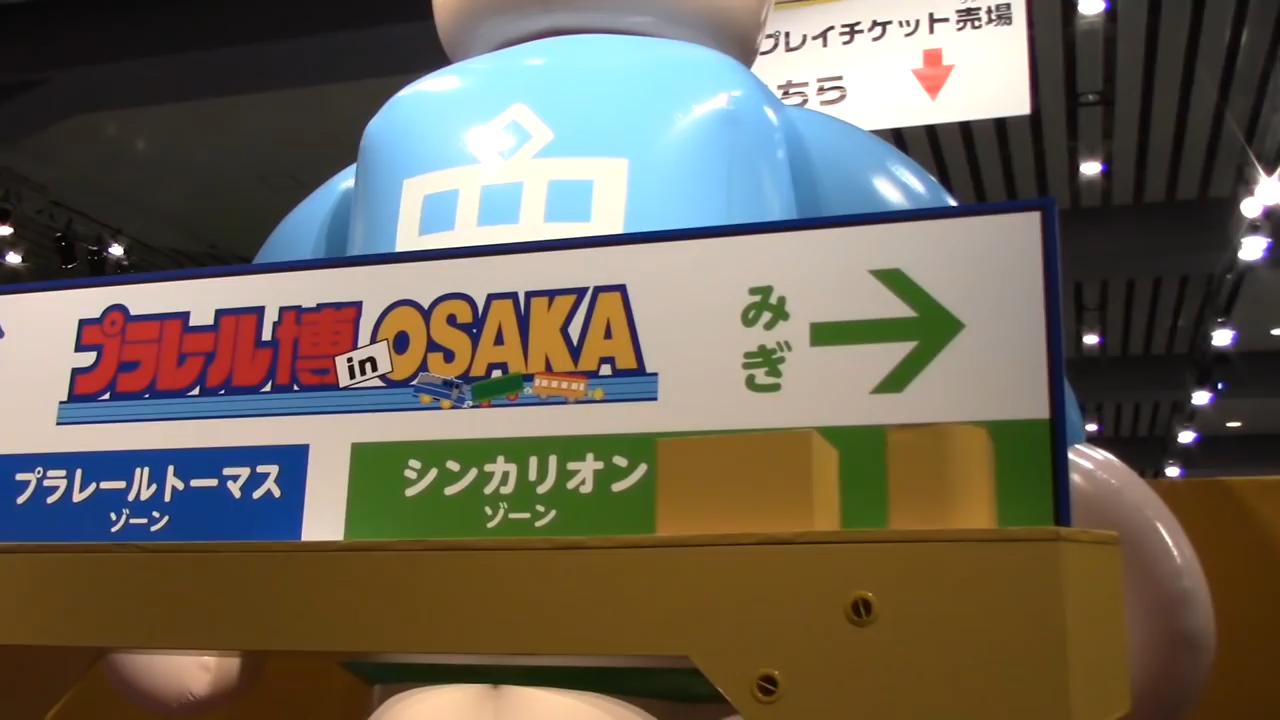 プレイチケット売場
ちら
プラレール博 in OSAKA
みぎ
プラレールトーマス
ゾーン
シンカリオン
ゾーン